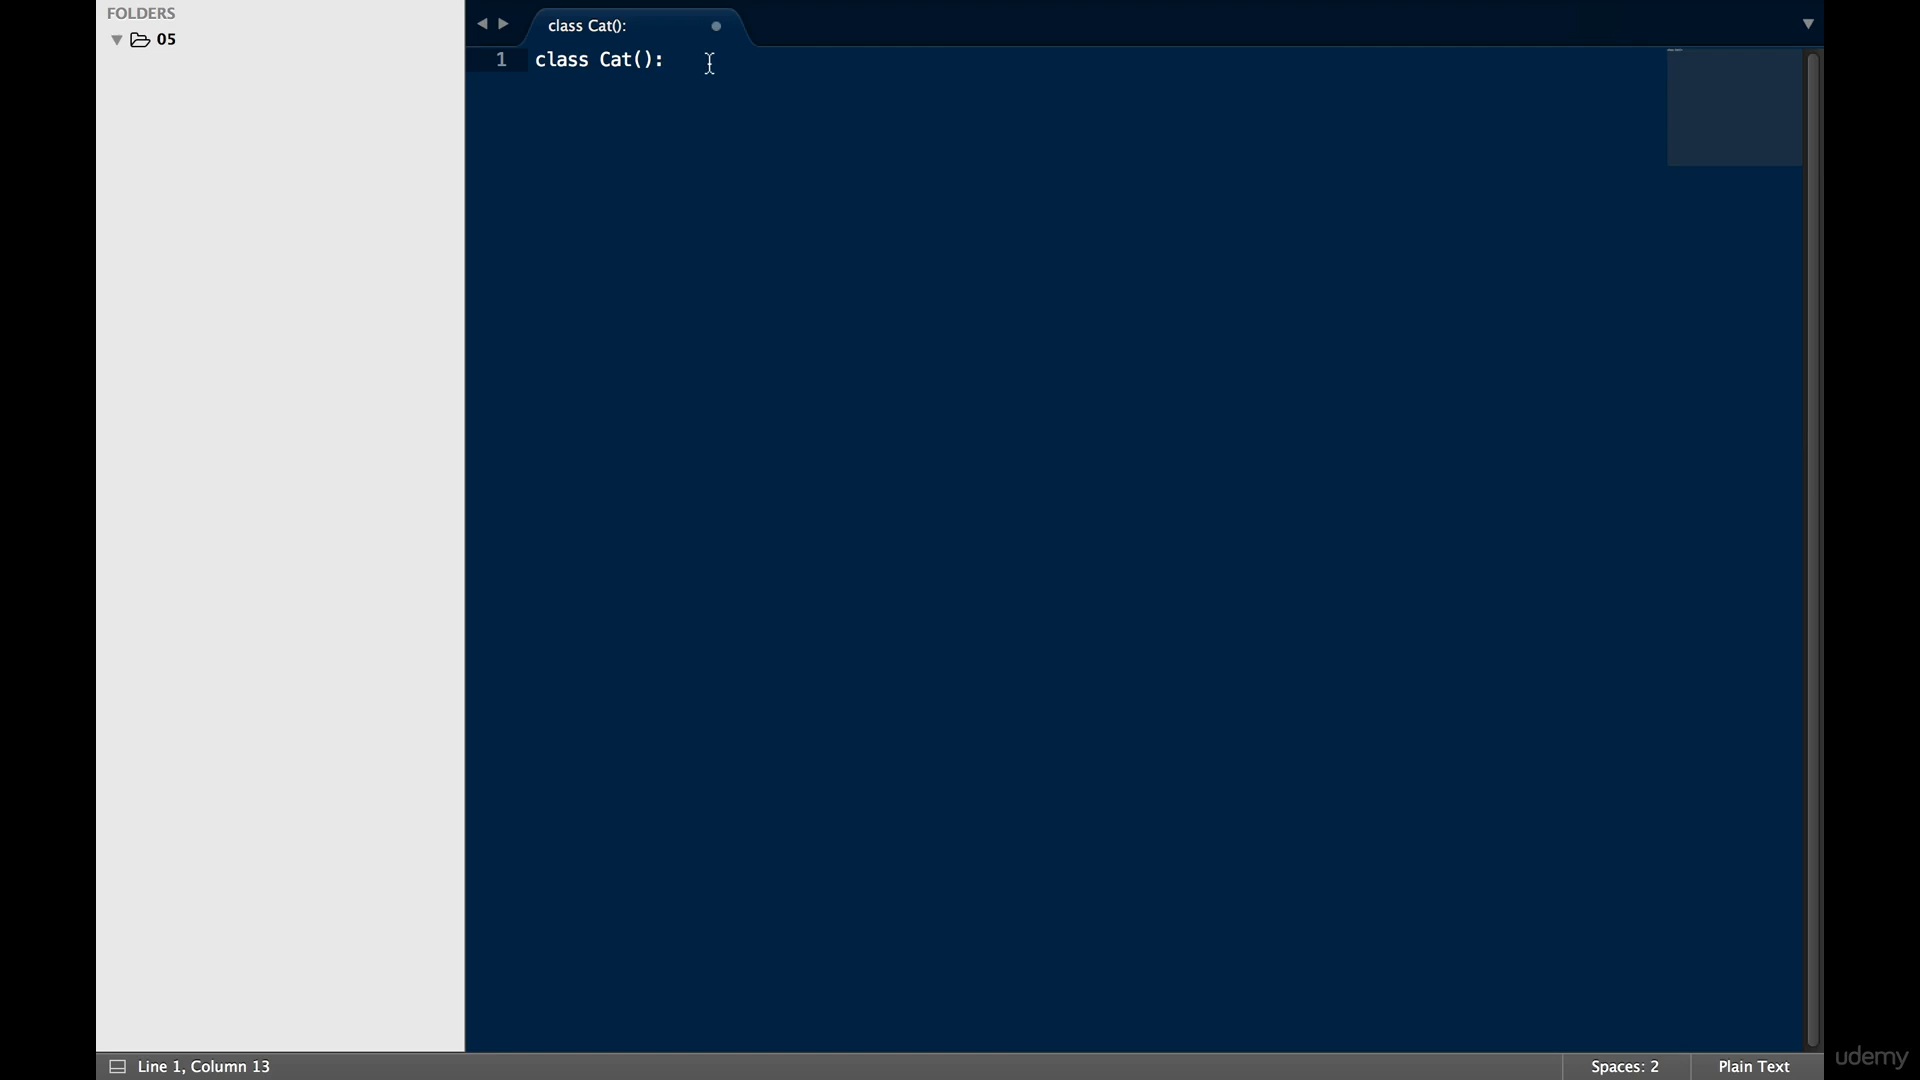 FOLDERS
05
class Cat():
1 class Cat():
Line 1, Column 13
Spaces: 2
Plain Text
udemy